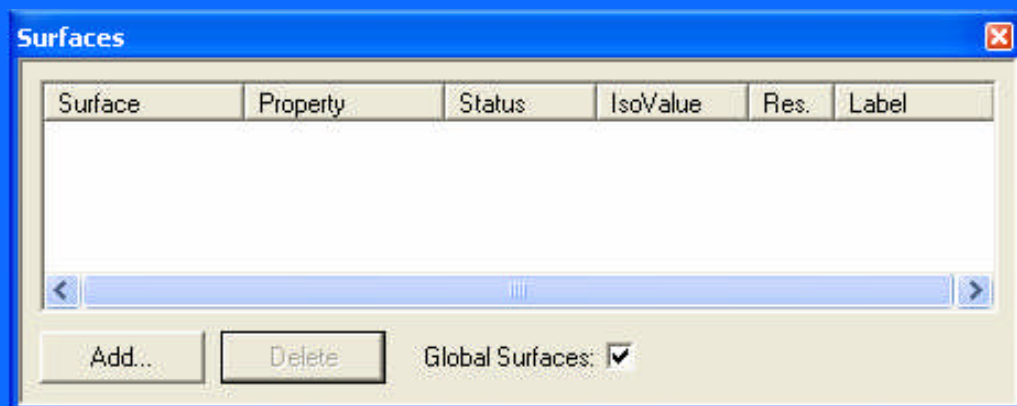 Surfaces
Surface Property Status IsoValue Res. Label
Add... Delete Global Surfaces: